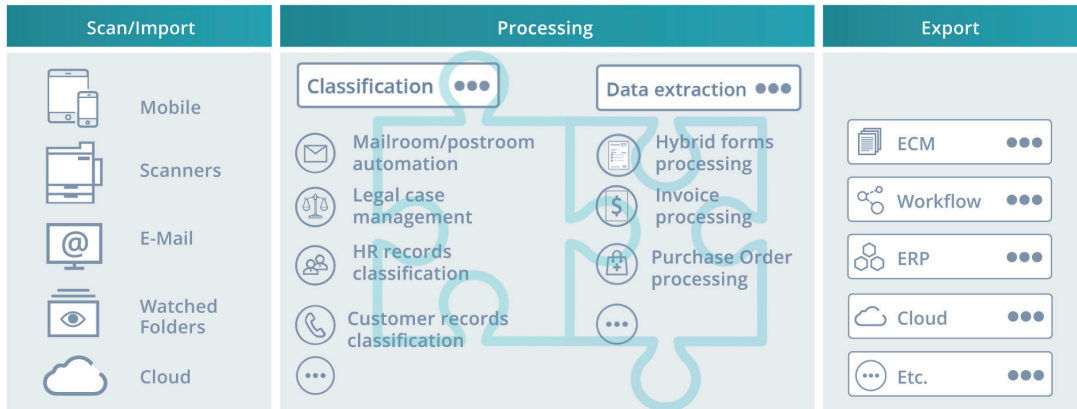 Scan/Import
Mobile
Scanners
@
E-Mail
Watched
Folders
Cloud
Processing
Classification
Mailroom/postroom
automation
Legal case
management
HR records
classification
Customer records
classification
Data extraction
Hybrid forms
processing
$
Invoice
processing
Purchase Order
processing
Export
ECM
Workflow
ERP
Cloud
Etc.